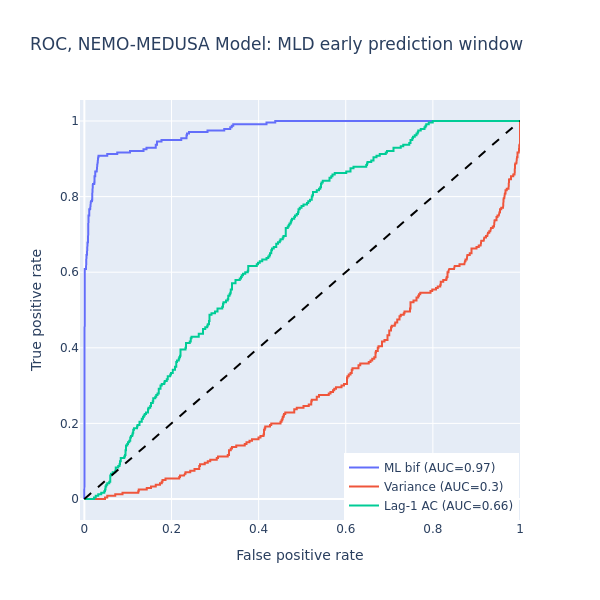 ROC, NEMO-MEDUSA Model: MLD early prediction window
True positive rate
1
0.8
0.6
0.4
0.2
0
0
0.2
0.4
0.6
0.8
1
False positive rate
ML bif (AUC=0.97)
Variance (AUC=0.3)
Lag-1 AC (AUC=0.66)